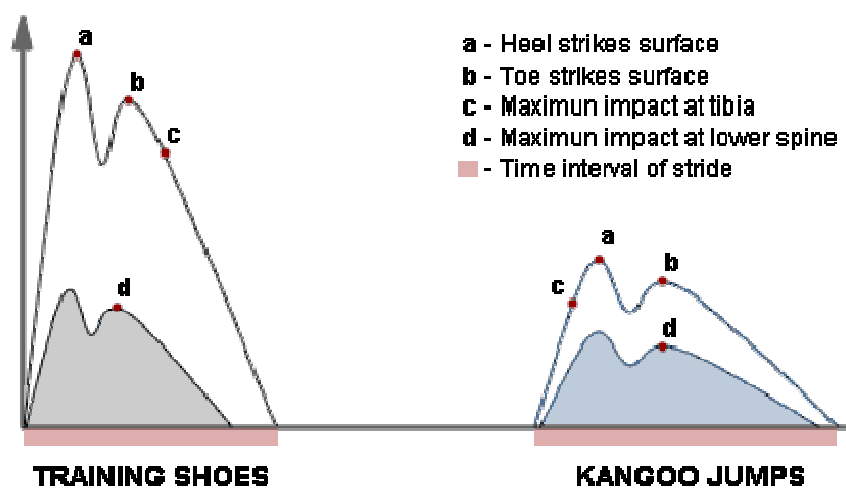 a
b
c
d
a - Heel strikes surface
b - Toe strikes surface
c - Maximun impact at tibia
d - Maximun impact at lower spine
- Time interval of stride
a
b
c
d
TRAINING SHOES
KANGOO JUMPS